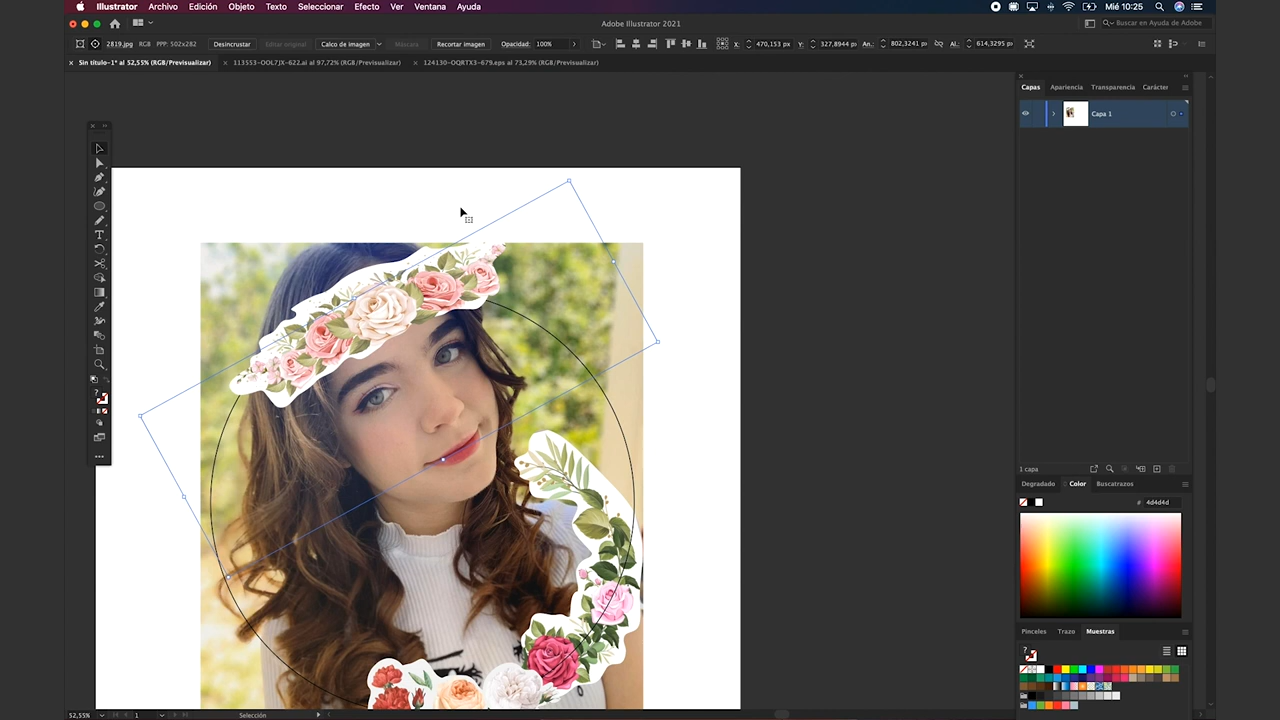 Illustrator Archivo Edición Objeto Texto Seleccionar Efecto Ver Ventana Ayuda
Mié 10:25
Adobe Illustrator 2021
Buscar en Ayuda de Adobe
2819.jpg RGB PPP: 502x282 Desincrustar Editar original Calco de imagen Máscara Recortar imagen Opacidad: 100% X: 470,153 px Y: 327,8944 px An.: 802,3241 px AL.: 614,3295 px
× Sin título-1* al 52,55% (RGB/Previsualizar) × 113553-OOL7JX-622.ai al 97,72% (RGB/Previsualizar) × 124130-OQRTX3-679.eps al 73,29% (RGB/Previsualizar)
Capas Apariencia Transparencia Carácter
Capa 1
1 capa
Degradado Color Buscatrazos
# 4d4d4d
Pinceles Trazo Muestras
52,55% 1 Selección